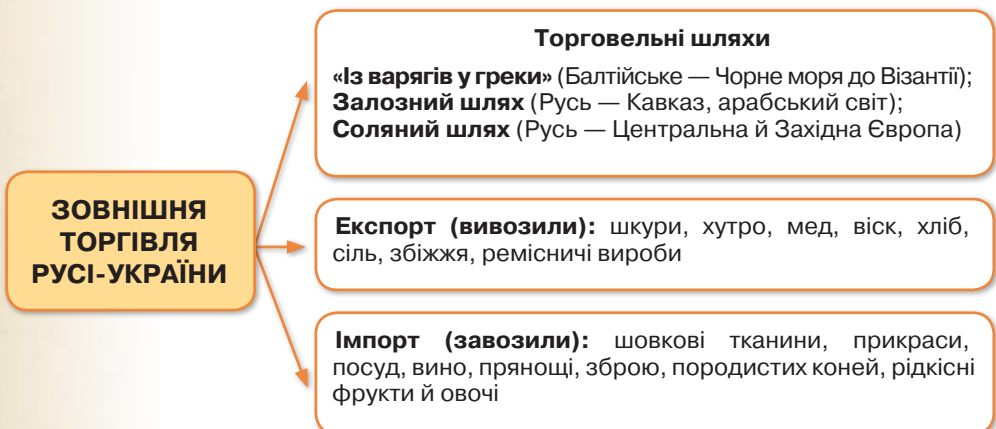 Торговельні шляхи
«Із варягів у греки» (Балтійське — Чорне моря до Візантії);
Залозний шлях (Русь — Кавказ, арабський світ);
Соляний шлях (Русь — Центральна й Західна Європа)
ЗОВНІШНЯ
ТОРГІВЛЯ
РУСІ-УКРАЇНИ
Експорт (вивозили): шкури, хутро, мед, віск, хліб,
сіль, збіжжя, ремісничі вироби
Імпорт (завозили): шовкові тканини, прикраси,
посуд, вино, прянощі, зброю, породистих коней, рідкісні
фрукти й овочі